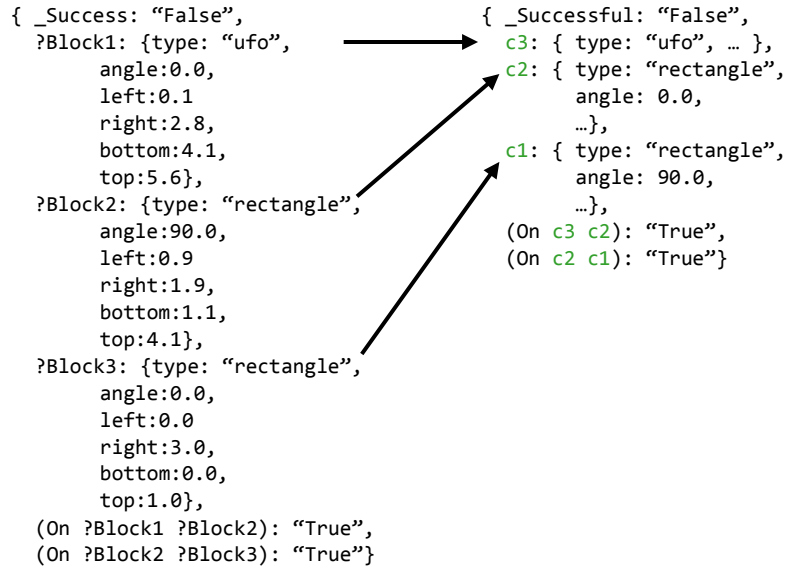 { _Success: “False”,
?Block1: {type: “ufo”,
angle:0.0,
left:0.1
right:2.8,
bottom:4.1,
top:5.6},
?Block2: {type: “rectangle”,
angle:90.0,
left:0.9
right:1.9,
bottom:1.1,
top:4.1},
?Block3: {type: “rectangle”,
angle:0.0,
left:0.0
right:3.0,
bottom:0.0,
top:1.0},
(On ?Block1 ?Block2): “True”,
(On ?Block2 ?Block3): “True”}
{ _Successful: “False”,
c3: { type: “ufo”, … },
c2: { type: “rectangle”,
angle: 0.0,
…},
c1: { type: “rectangle”,
angle: 90.0,
…},
(On c3 c2): “True”,
(On c2 c1): “True”}